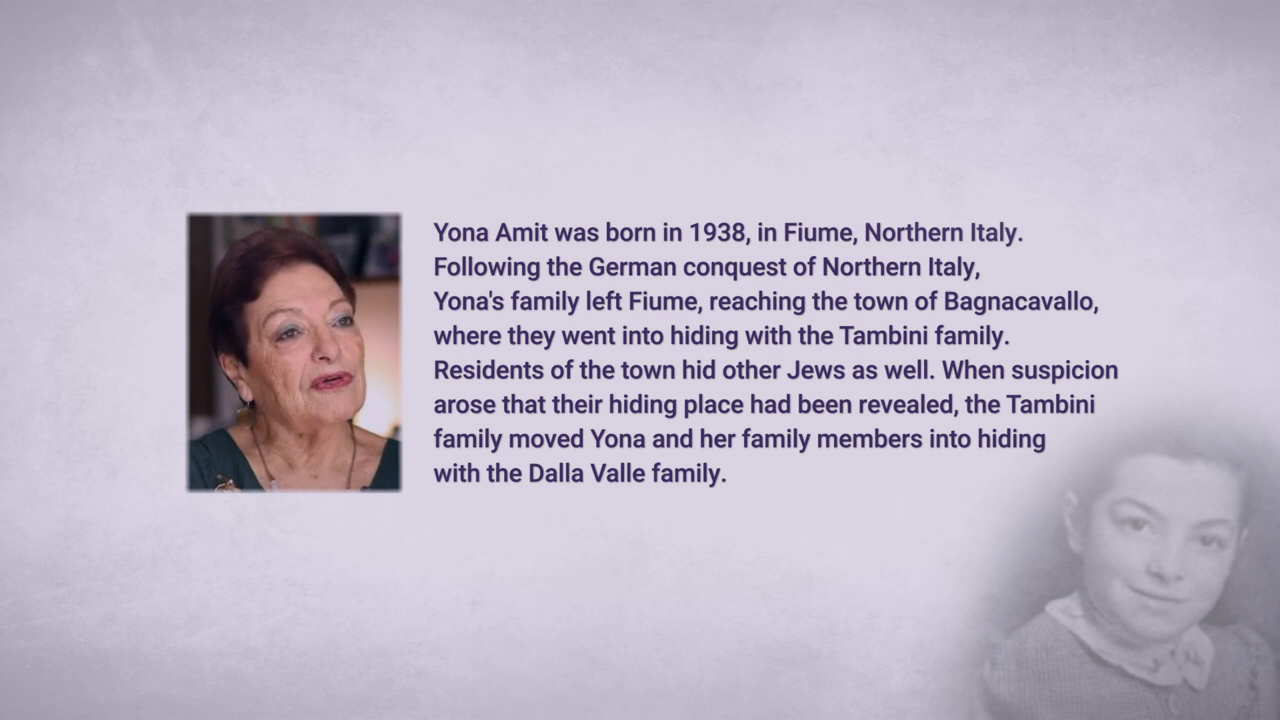 Yona Amit was born in 1938, in Fiume, Northern Italy.
Following the German conquest of Northern Italy,
Yona's family left Fiume, reaching the town of Bagnacavallo,
where they went into hiding with the Tambini family.
Residents of the town hid other Jews as well. When suspicion
arose that their hiding place had been revealed, the Tambini
family moved Yona and her family members into hiding
with the Dalla Valle family.